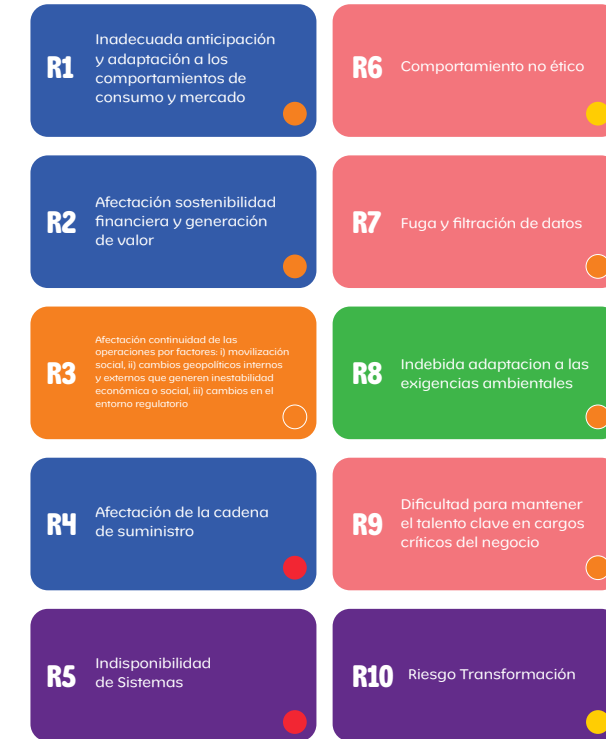 R1
Inadecuada anticipación
y adaptación a los
comportamientos de
consumo y mercado
R2
Afectación sostenibilidad
financiera y generación
de valor
R3
Afectación continuidad de las
operaciones por factores: i) movilización
social, ii) cambios geopolíticos internos
y externos que generen inestabilidad
económica o social, iii) cambios en el
entorno regulatorio
R4
Afectación de la cadena
de suministro
R5
Indisponibilidad
de Sistemas
R6
Comportamiento no ético
R7
Fuga y filtración de datos
R8
Indebida adaptacion a las
exigencias ambientales
R9
Dificultad para mantener
el talento clave en cargos
críticos del negocio
R10
Riesgo Transformación